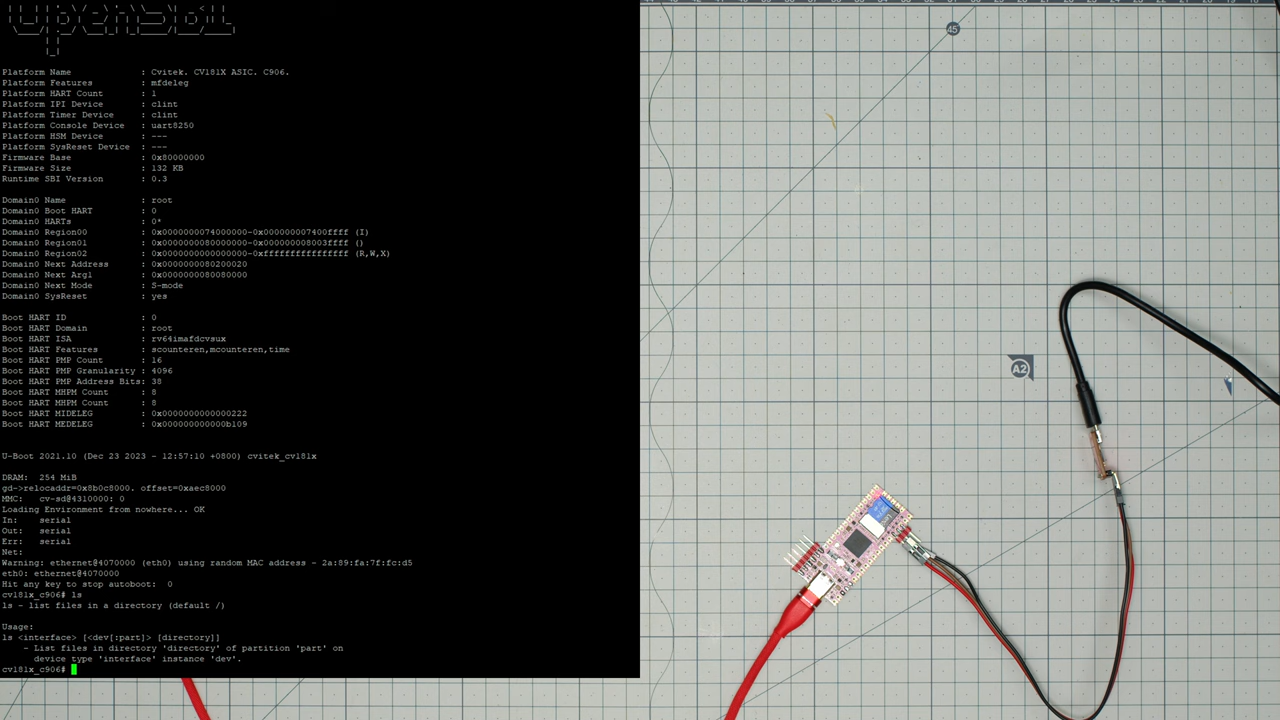 Platform Name : Cvitek. CV181X ASIC. C906.
Platform Features : mfdeleg
Platform HART Count : 1
Platform IPI Device : clint
Platform Timer Device : clint
Platform Console Device : uart8250
Platform HSM Device : ---
Platform SysReset Device : ---
Firmware Base : 0x80000000
Firmware Size : 132 KB
Runtime SBI Version : 0.3
Domain0 Name : root
Domain0 Boot HART : 0
Domain0 HARTs : 0*
Domain0 Region00 : 0x0000000074000000-0x000000007400ffff (I)
Domain0 Region01 : 0x0000000080000000-0x000000008003ffff ()
Domain0 Region02 : 0x0000000000000000-0xffffffffffffffff (R,W,X)
Domain0 Next Address : 0x0000000080200020
Domain0 Next Arg1 : 0x0000000080080000
Domain0 Next Mode : S-mode
Domain0 SysReset : yes
Boot HART ID : 0
Boot HART Domain : root
Boot HART ISA : rv64imafdcvsux
Boot HART Features : scounteren,mcounteren,time
Boot HART PMP Count : 16
Boot HART PMP Granularity : 4096
Boot HART PMP Address Bits: 38
Boot HART MHPM Count : 8
Boot HART MHPM Count : 8
Boot HART MIDELEG : 0x0000000000000222
Boot HART MEDELEG : 0x000000000000b109
U-Boot 2021.10 (Dec 23 2023 - 12:57:10 +0800) cvitek_cv181x
DRAM: 254 MiB
gd->relocaddr=0x8b0c8000. offset=0xaec8000
MMC: cv-sd@4310000: 0
Loading Environment from nowhere... OK
In: serial
Out: serial
Err: serial
Net:
Warning: ethernet@4070000 (eth0) using random MAC address - 2a:89:fa:7f:fc:d5
eth0: ethernet@4070000
Hit any key to stop autoboot: 0
cv181x_c906# ls
ls - list files in a directory (default /)
Usage:
ls <interface> [<dev[:part]> [directory]]
- List files in directory 'directory' of partition 'part' on
device type 'interface' instance 'dev'.
cv181x_c906#
45
A2